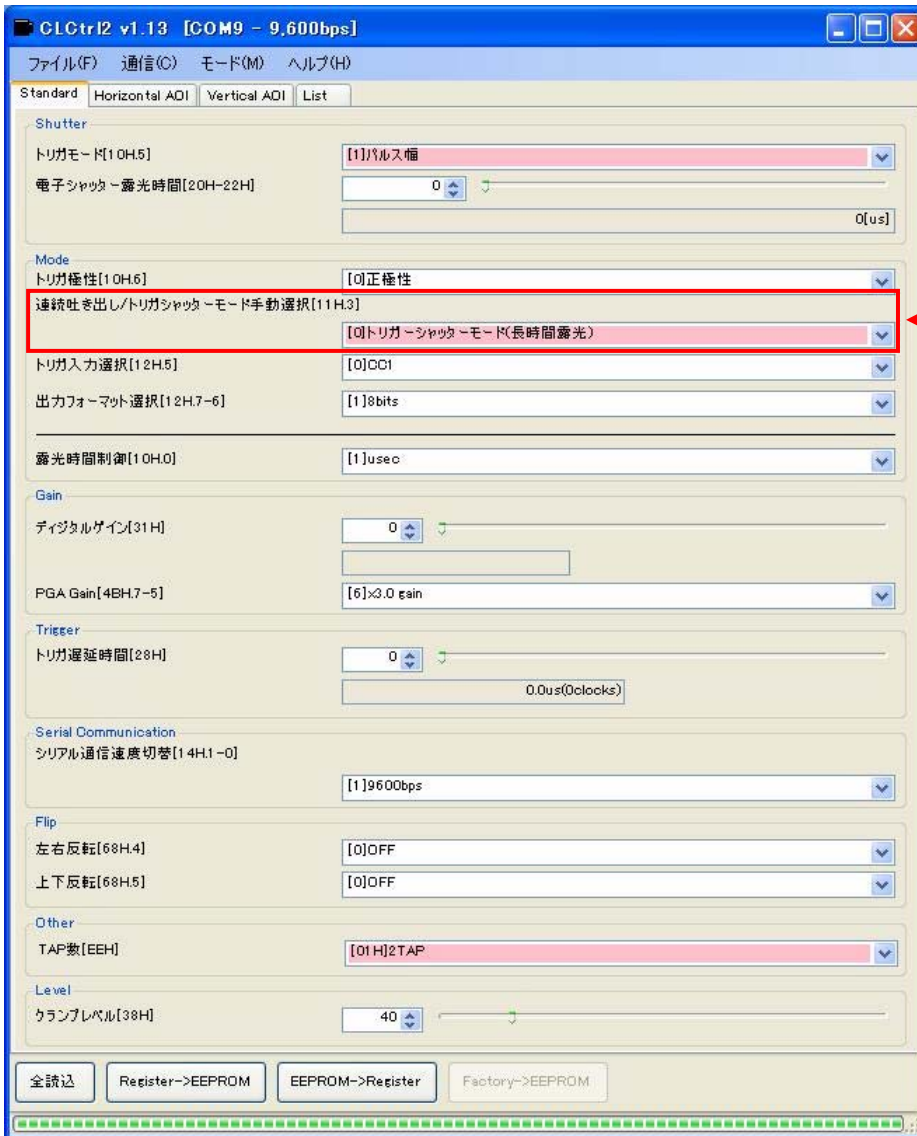 CLCtrl2 v1.13 [COM9 - 9,600bps]
ファイル(F) 通信(C) モード(M) ヘルプ(H)
Standard Horizontal AOI Vertical AOI List
Shutter
トリガモード[10H.5] [1]パルス幅
電子シャッター露光時間[20H-22H] 0
0[us]
Mode
トリガ極性[10H.6] [0]正極性
連続吐き出し/トリガシャッターモード手動選択[11H.3]
[0]トリガーシャッターモード(長時間露光)
トリガ入力選択[12H.5] [0]CC1
出力フォーマット選択[12H.7-6] [1]8bits
露光時間制御[10H.0] [1]usec
Gain
ディジタルゲイン[31H] 0
PGA Gain[4BH.7-5] [6]x3.0 gain
Trigger
トリガ遅延時間[28H] 0
0.0us(0clocks)
Serial Communication
シリアル通信速度切替[14H.1-0]
[1]9600bps
Flip
左右反転[68H.4] [0]OFF
上下反転[68H.5] [0]OFF
Other
TAP数[EEH] [01H]2TAP
Level
クランプレベル[38H] 40
全読込 Register->EEPROM EEPROM->Register Factory->EEPROM